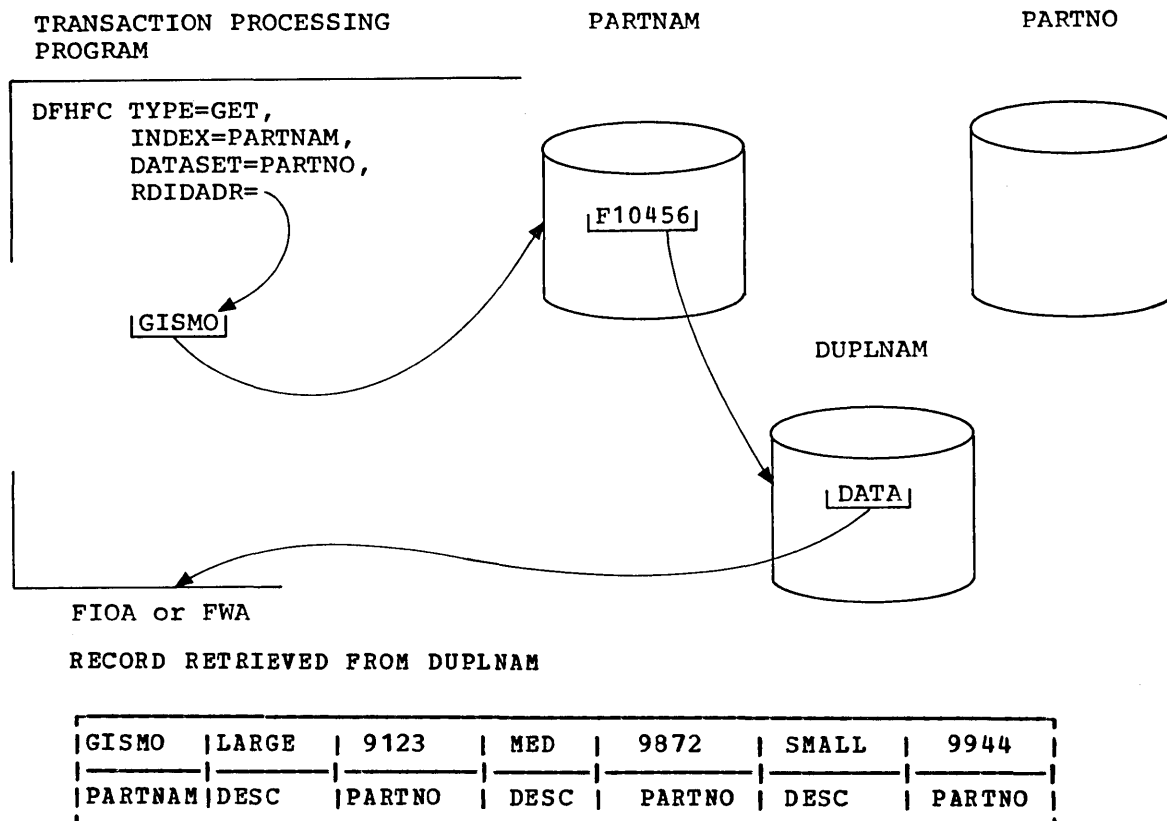 TRANSACTION PROCESSING
PROGRAM
PARTNAM
PARTNO
DFHFC TYPE=GET,
INDEX=PARTNAM,
DATASET=PARTNO,
RDIDADR=
F10456
GISMO
DUPLNAM
DATA
FIOA or FWA
RECORD RETRIEVED FROM DUPLNAM
GISMO LARGE 9123 MED 9872 SMALL 9944
PARTNAM DESC PARTNO DESC PARTNO DESC PARTNO